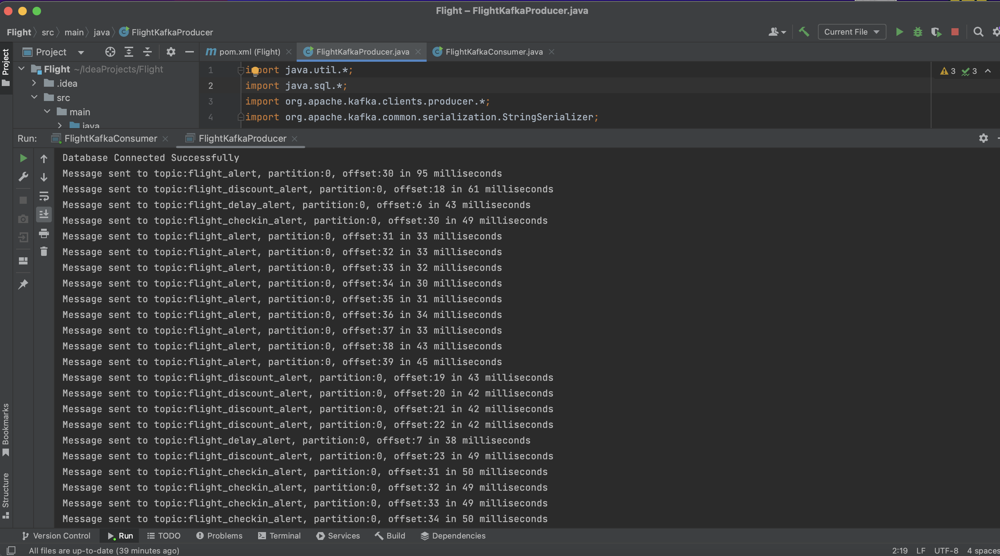 Flight – FlightKafkaProducer.java
Flight src main java FlightKafkaProducer
Current File
Project
Project
pom.xml (Flight)
FlightKafkaProducer.java
FlightKafkaConsumer.java
Flight ~/IdeaProjects/Flight
.idea
src
main
java
1 import java.util.*;
2 import java.sql.*;
3 import org.apache.kafka.clients.producer.*;
4 import org.apache.kafka.common.serialization.StringSerializer;
3 3
Run: FlightKafkaConsumer FlightKafkaProducer
Database Connected Successfully
Message sent to topic:flight_alert, partition:0, offset:30 in 95 milliseconds
Message sent to topic:flight_discount_alert, partition:0, offset:18 in 61 milliseconds
Message sent to topic:flight_delay_alert, partition:0, offset:6 in 43 milliseconds
Message sent to topic:flight_checkin_alert, partition:0, offset:30 in 49 milliseconds
Message sent to topic:flight_alert, partition:0, offset:31 in 33 milliseconds
Message sent to topic:flight_alert, partition:0, offset:32 in 33 milliseconds
Message sent to topic:flight_alert, partition:0, offset:33 in 32 milliseconds
Message sent to topic:flight_alert, partition:0, offset:34 in 30 milliseconds
Message sent to topic:flight_alert, partition:0, offset:35 in 31 milliseconds
Message sent to topic:flight_alert, partition:0, offset:36 in 34 milliseconds
Message sent to topic:flight_alert, partition:0, offset:37 in 33 milliseconds
Message sent to topic:flight_alert, partition:0, offset:38 in 43 milliseconds
Message sent to topic:flight_alert, partition:0, offset:39 in 45 milliseconds
Message sent to topic:flight_discount_alert, partition:0, offset:19 in 43 milliseconds
Message sent to topic:flight_discount_alert, partition:0, offset:20 in 42 milliseconds
Message sent to topic:flight_discount_alert, partition:0, offset:21 in 42 milliseconds
Message sent to topic:flight_discount_alert, partition:0, offset:22 in 42 milliseconds
Message sent to topic:flight_delay_alert, partition:0, offset:7 in 38 milliseconds
Message sent to topic:flight_discount_alert, partition:0, offset:23 in 49 milliseconds
Message sent to topic:flight_checkin_alert, partition:0, offset:31 in 50 milliseconds
Message sent to topic:flight_checkin_alert, partition:0, offset:32 in 49 milliseconds
Message sent to topic:flight_checkin_alert, partition:0, offset:33 in 49 milliseconds
Message sent to topic:flight_checkin_alert, partition:0, offset:34 in 50 milliseconds
Bookmarks
Structure
Version Control Run TODO Problems Terminal Services Build Dependencies
All files are up-to-date (39 minutes ago)
2:19 LF UTF-8 4 spaces